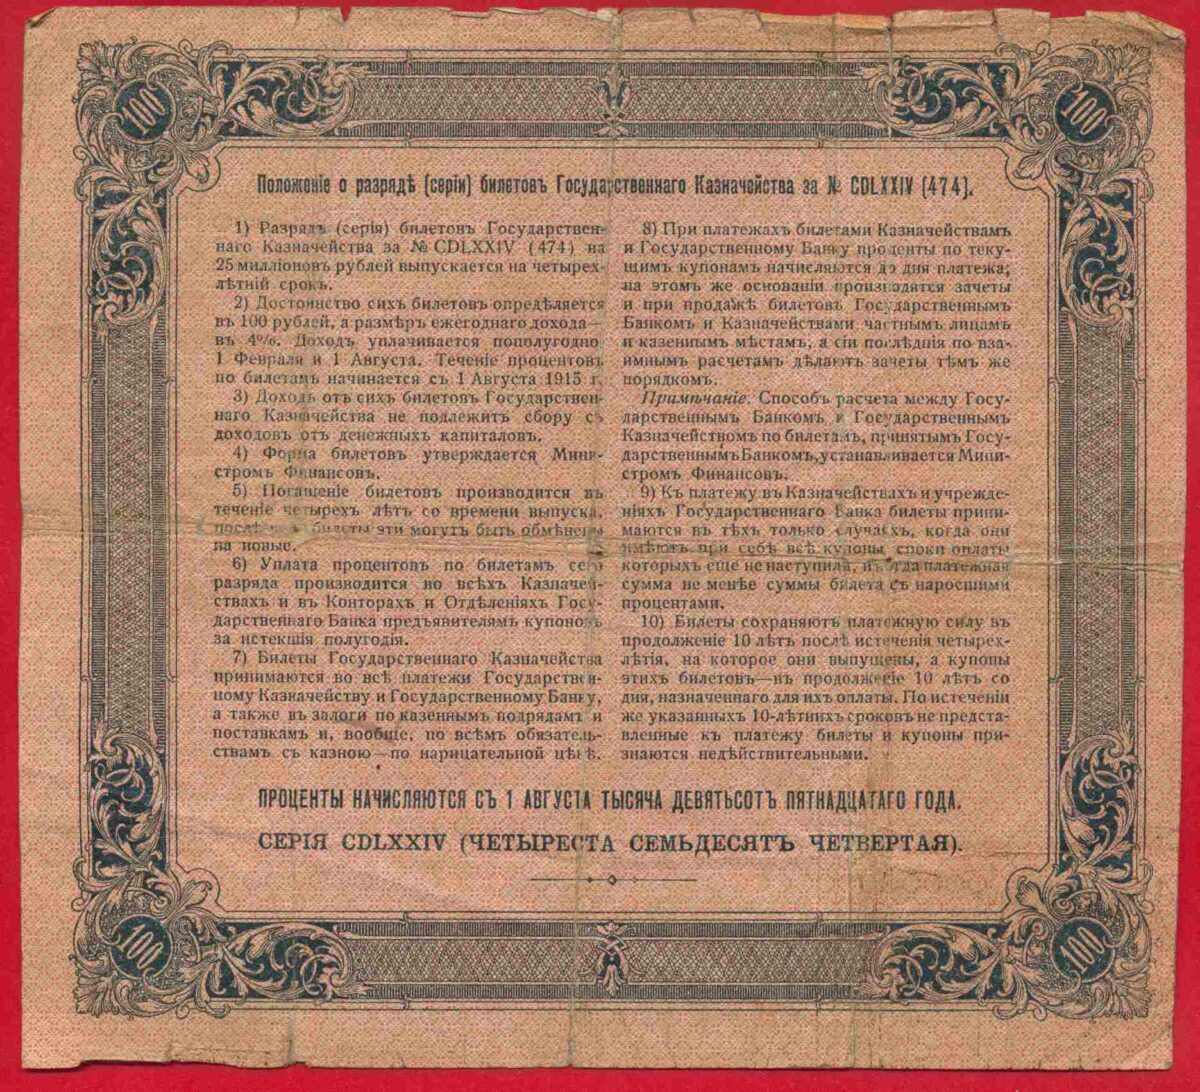 100
100
Положеніе о разрядѣ (серіи) билетовъ Государственнаго Казначейства за № CDLXXIV (474).
1) Разрядъ (серія) билетовъ Государствен-
наго Казначейства за № CDLXXIV (474) на
25 милліоновъ рублей выпускается на четырех-
лѣтній срокъ.
2) Достоинство сихъ билетовъ опредѣляется
въ 100 рублей, а размѣръ ежегоднаго дохода—
въ 4%. Доходъ уплачивается пополугодно
1 Февраля и 1 Августа. Теченіе процентовъ
по билетамъ начинается съ 1 Августа 1915 г.
3) Доходъ отъ сихъ билетовъ Государствен-
наго Казначейства не подлежитъ сбору съ
доходовъ отъ денежныхъ капиталовъ.
4) Форма билетовъ утверждается Мини-
стромъ Финансовъ.
5) Погашеніе билетовъ производится въ
теченіе четырехъ лѣтъ со времени выпуска,
послѣ чего билеты эти могутъ быть обмѣнены
на новые.
6) Уплата процентовъ по билетамъ сего
разряда производится во всѣхъ Казначей-
ствахъ и въ Конторахъ и Отдѣленіяхъ Госу-
дарственнаго Банка предъявителямъ купоновъ
за истекшія полугодія.
7) Билеты Государственнаго Казначейства
принимаются во всѣ платежи Государствен-
ному Казначейству и Государственному Банку,
а также въ залоги по казеннымъ подрядамъ и
поставкамъ и, вообще, по всѣмъ обязатель-
ствамъ съ казною—по нарицательной цѣнѣ.
8) При платежахъ билетами Казначействамъ
и Государственному Банку проценты по теку-
щимъ купонамъ начисляются до дня платежа;
на этомъ же основаніи производятся зачеты
и при продажѣ билетовъ Государственнымъ
Банкомъ и Казначействами частнымъ лицамъ
и казеннымъ мѣстамъ, а сіи послѣднія по вза-
имнымъ расчетамъ дѣлаютъ зачеты тѣмъ же
порядкомъ.
Примѣчаніе. Способъ расчета между Госу-
дарственнымъ Банкомъ и Государственнымъ
Казначействомъ по билетамъ, принятымъ Госу-
дарственнымъ Банкомъ, устанавливается Мини-
стромъ Финансовъ.
9) Къ платежу въ Казначействахъ и учрежде-
ніяхъ Государственнаго Банка билеты прини-
маются въ тѣхъ только случаяхъ, когда они
имѣютъ при себѣ всѣ купоны, сроки оплаты
которыхъ еще не наступили, и когда платежная
сумма не менѣе суммы билета съ наросшими
процентами.
10) Билеты сохраняютъ платежную силу въ
продолженіе 10 лѣтъ послѣ истеченія четырех-
лѣтія, на которое они выпущены, а купоны
этихъ билетовъ—въ продолженіе 10 лѣтъ со
дня, назначеннаго для ихъ оплаты. По истеченіи
же указанныхъ 10-лѣтнихъ сроковъ не предста-
вленные къ платежу билеты и купоны при-
знаются недѣйствительными.
ПРОЦЕНТЫ НАЧИСЛЯЮТСЯ СЪ 1 АВГУСТА ТЫСЯЧА ДЕВЯТЬСОТЪ ПЯТНАДЦАТАГО ГОДА.
СЕРІЯ CDLXXIV (ЧЕТЫРЕСТА СЕМЬДЕСЯТЪ ЧЕТВЕРТАЯ).
100
100